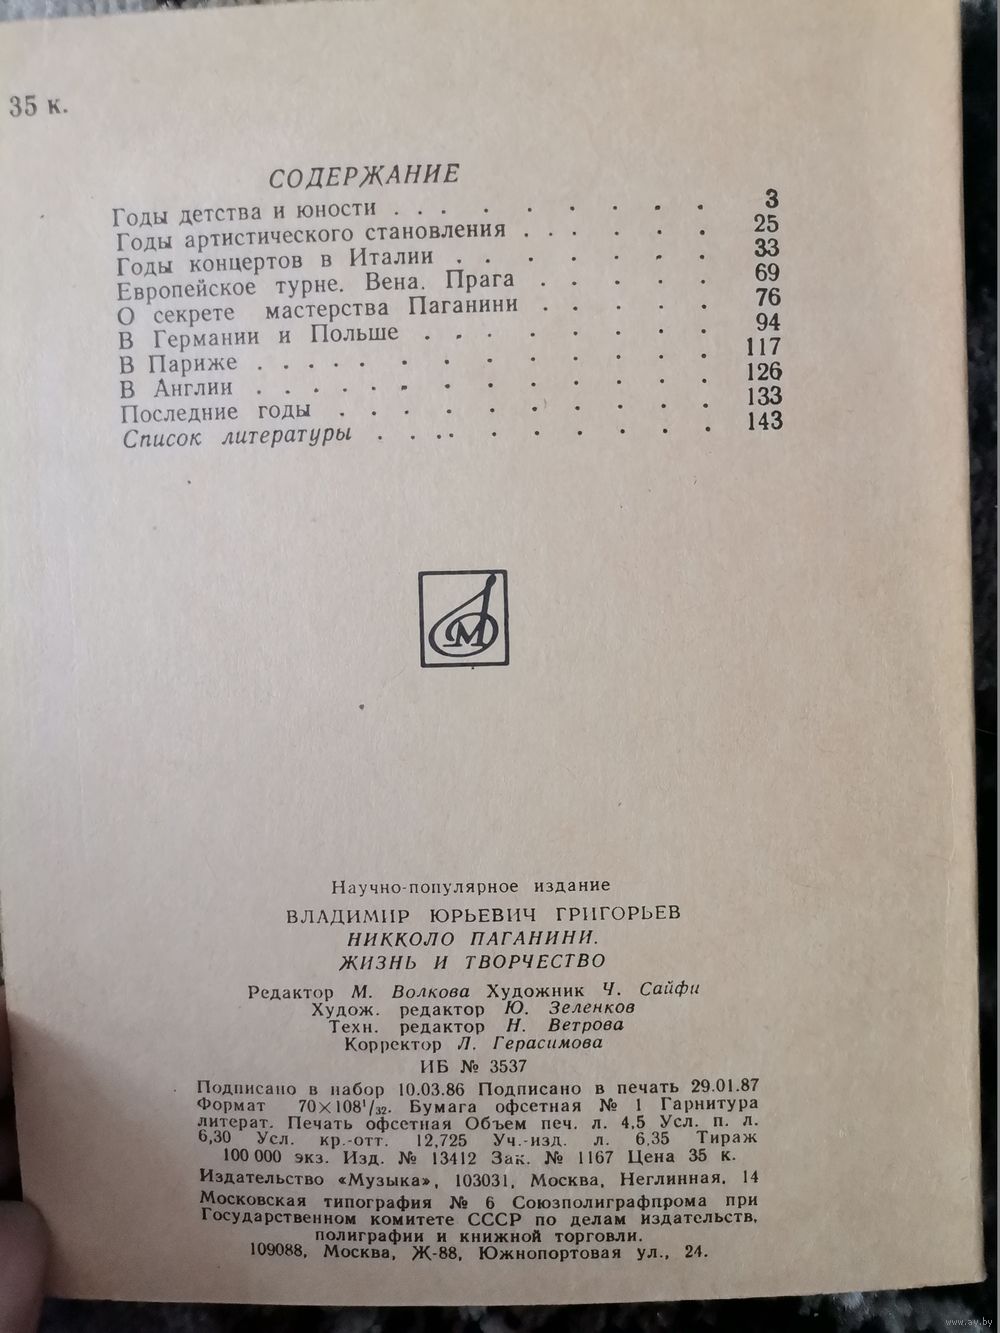 35 к.
СОДЕРЖАНИЕ
Годы детства и юности . . . . . . . . . 3
Годы артистического становления . . . . . . 25
Годы концертов в Италии . . . . . . . . 33
Европейское турне. Вена. Прага . . . . . 69
О секрете мастерства Паганини . . . . . 76
В Германии и Польше . . . . . . . . 94
В Париже . . . . . . . . . . . . 117
В Англии . . . . . . . . . . . . 126
Последние годы . . . . . . . . . . 133
Список литературы . . . . . . . . . . 143
М
Научно-популярное издание
ВЛАДИМИР ЮРЬЕВИЧ ГРИГОРЬЕВ
НИККОЛО ПАГАНИНИ.
ЖИЗНЬ И ТВОРЧЕСТВО
Редактор М. Волкова Художник Ч. Сайфи
Худож. редактор Ю. Зеленков
Техн. редактор Н. Ветрова
Корректор Л. Герасимова
ИБ № 3537
Подписано в набор 10.03.86 Подписано в печать 29.01.87
Формат 70×108¹/₃₂. Бумага офсетная № 1 Гарнитура
литерат. Печать офсетная Объем печ. л. 4,5 Усл. п. л.
6,30 Усл. кр.-отт. 12,725 Уч.-изд. л. 6,35 Тираж
100 000 экз. Изд. № 13412 Зак. № 1167 Цена 35 к.
Издательство «Музыка», 103031, Москва, Неглинная, 14
Московская типография № 6 Союзполиграфпрома при
Государственном комитете СССР по делам издательств,
полиграфии и книжной торговли.
109088, Москва, Ж-88, Южнопортовая ул., 24.
www.ay.by